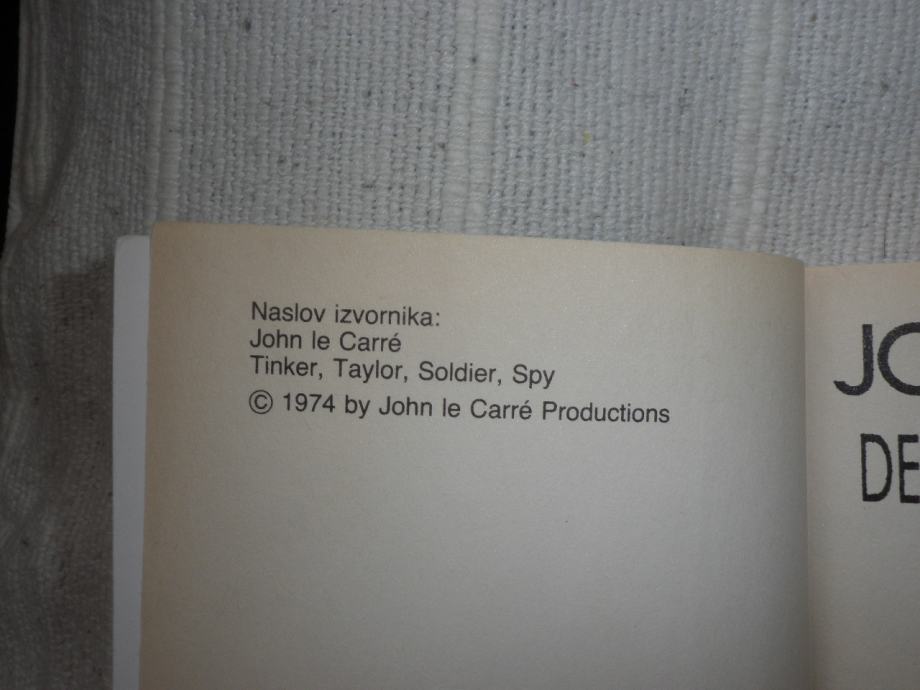 Naslov izvornika:
John le Carré
Tinker, Taylor, Soldier, Spy
© 1974 by John le Carré Productions